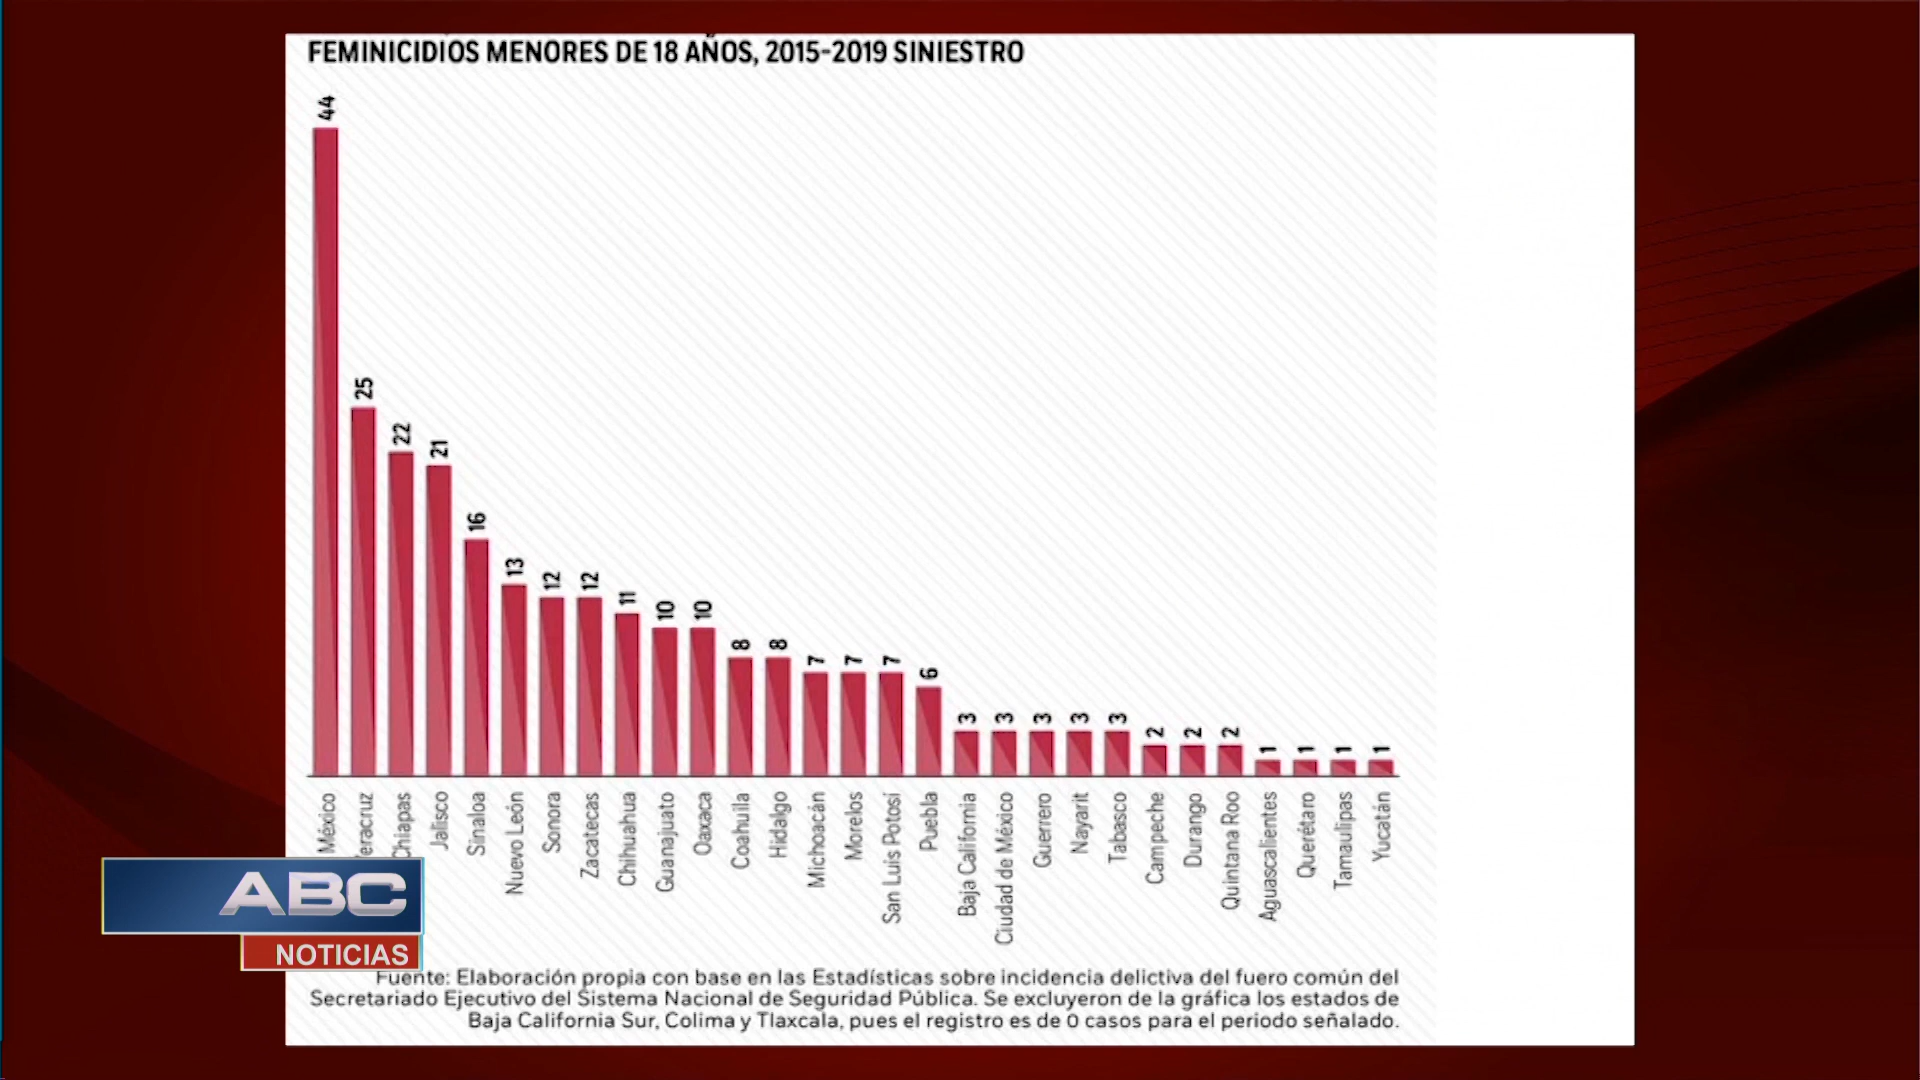 FEMINICIDIOS MENORES DE 18 AÑOS, 2015-2019 SINIESTRO
44
25
22
21
16
13
12
12
11
10
10
8
8
7
7
7
6
3
3
3
3
3
2
2
2
1
1
1
1
México
Veracruz
Chiapas
Jalisco
Sinaloa
Nuevo León
Sonora
Zacatecas
Chihuahua
Guanajuato
Oaxaca
Coahuila
Hidalgo
Michoacán
Morelos
San Luis Potosí
Puebla
Baja California
Ciudad de México
Guerrero
Nayarit
Tabasco
Campeche
Durango
Quintana Roo
Aguascalientes
Querétaro
Tamaulipas
Yucatán
ABC
NOTICIAS
Fuente: Elaboración propia con base en las Estadísticas sobre incidencia delictiva del fuero común del
Secretariado Ejecutivo del Sistema Nacional de Seguridad Pública. Se excluyeron de la gráfica los estados de
Baja California Sur, Colima y Tlaxcala, pues el registro es de 0 casos para el periodo señalado.